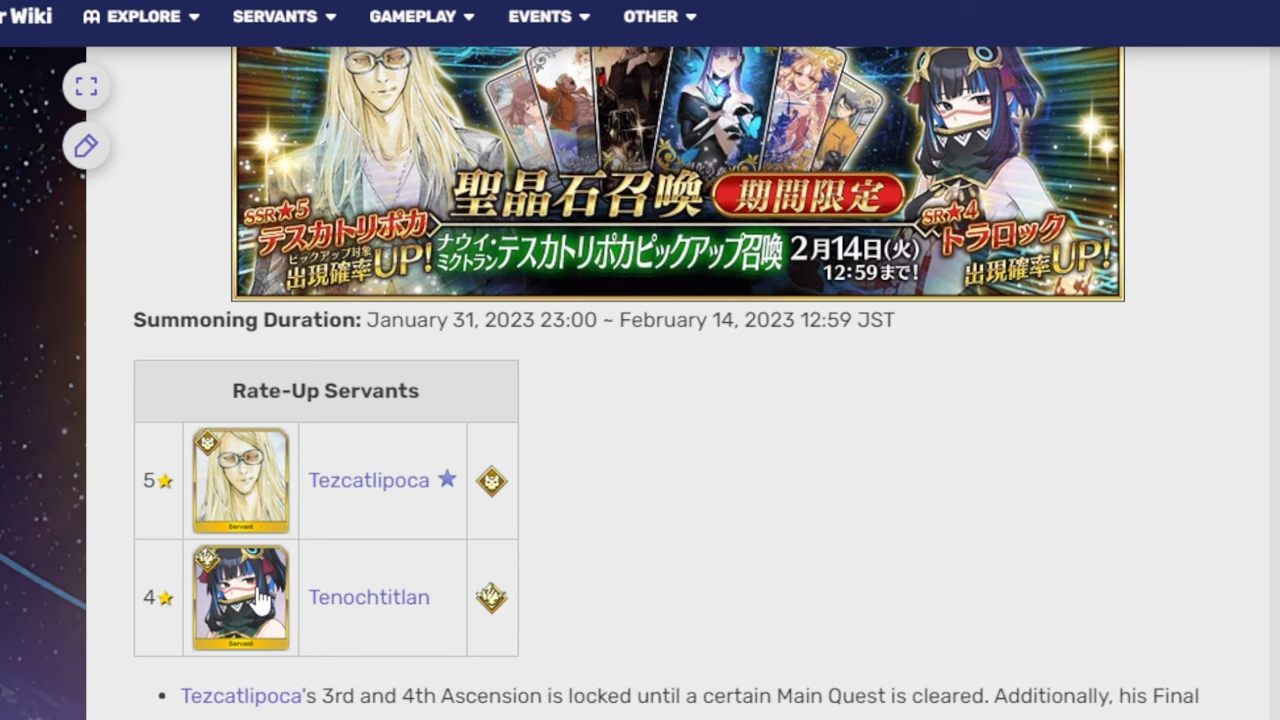 r Wiki EXPLORE SERVANTS GAMEPLAY EVENTS OTHER
聖晶石召喚 期間限定
SSR★5
テスカトリポカ
ピックアップ対象
出現確率UP!
ナウイ・
ミクトラン テスカトリポカピックアップ召喚
2月14日(火)
12:59まで!
SR★4
トラロック
出現確率UP!
Summoning Duration: January 31, 2023 23:00 ~ February 14, 2023 12:59 JST
Rate-Up Servants
5 Tezcatlipoca
Servant
4 Tenochtitlan
Servant
• Tezcatlipoca's 3rd and 4th Ascension is locked until a certain Main Quest is cleared. Additionally, his Final